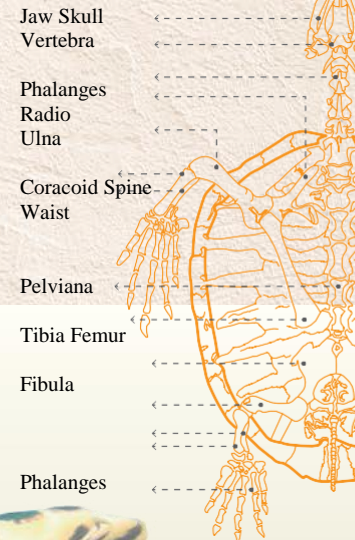 Jaw Skull
Vertebra
Phalanges
Radio
Ulna
Coracoid Spine
Waist
Pelviana
Tibia Femur
Fibula
Phalanges